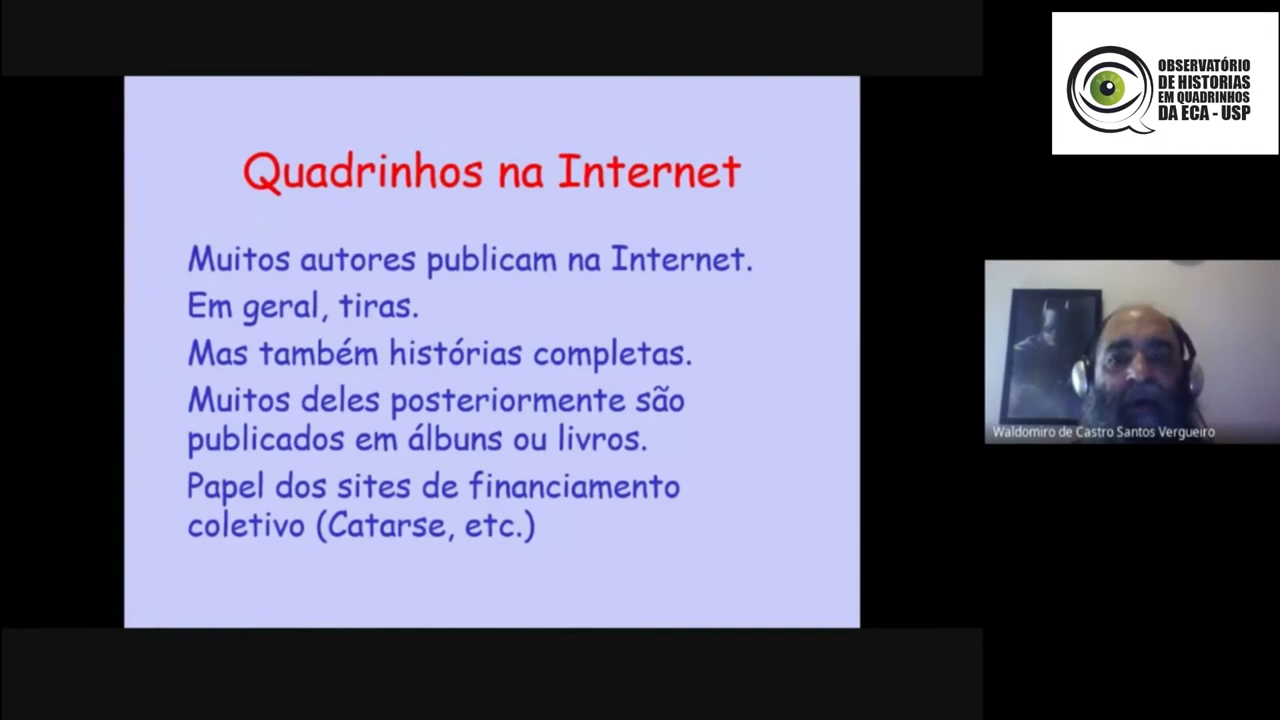 Quadrinhos na Internet
Muitos autores publicam na Internet.
Em geral, tiras.
Mas também histórias completas.
Muitos deles posteriormente são
publicados em álbuns ou livros.
Papel dos sites de financiamento
coletivo (Catarse, etc.)
OBSERVATÓRIO
DE HISTORIAS
EM QUADRINHOS
DA ECA - USP
Waldomiro de Castro Santos Vergueiro